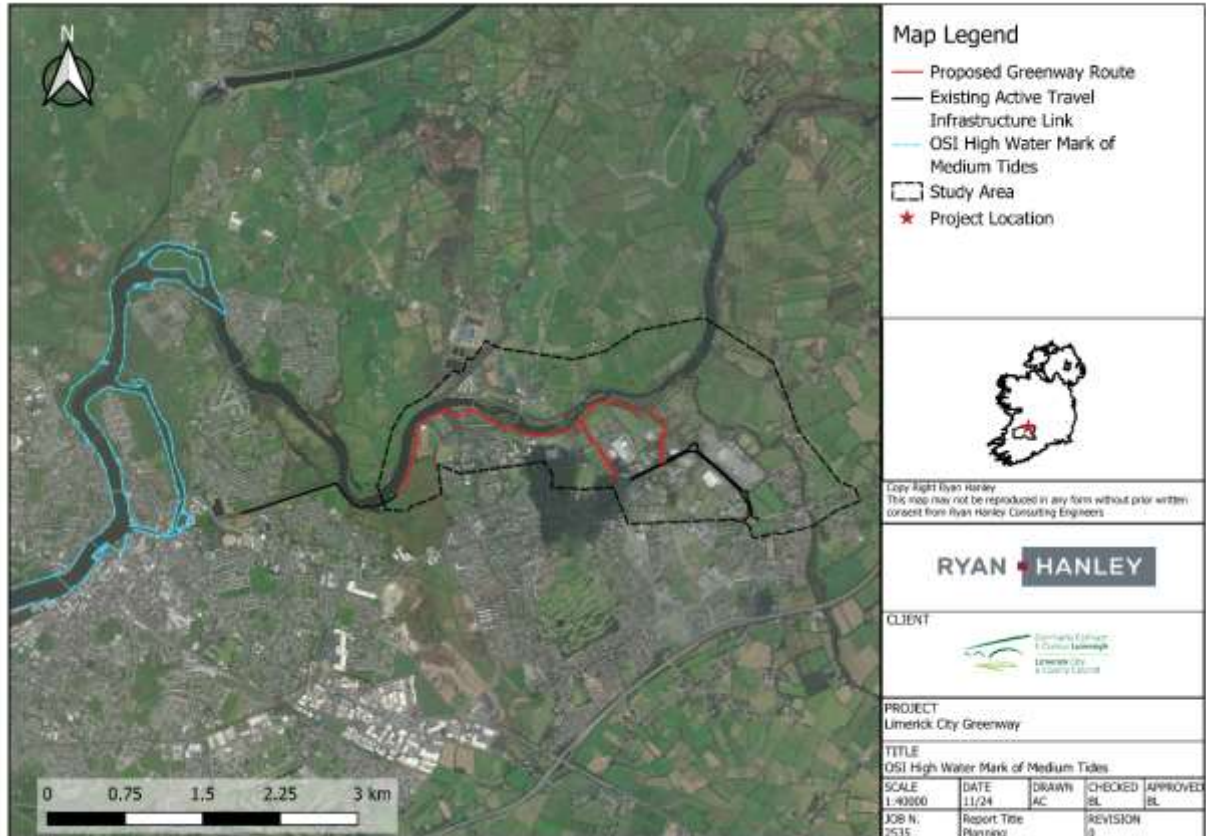 N
0 0.75 1.5 2.25 3 km
Map Legend
Proposed Greenway Route
Existing Active Travel
Infrastructure Link
OSI High Water Mark of
Medium Tides
Study Area
Project Location
Copy Right Ryan Hanley
This map may not be reproduced in any form without prior written
consent from Ryan Hanley Consulting Engineers
RYAN HANLEY
CLIENT
Limerick City
& County Council
PROJECT
Limerick City Greenway
TITLE
OSI High Water Mark of Medium Tides
SCALE
1:40000
DATE
11/24
DRAWN
AC
CHECKED
BL
APPROVED
BL
JOB N.
2535
Report Title
Planning
REVISION
0